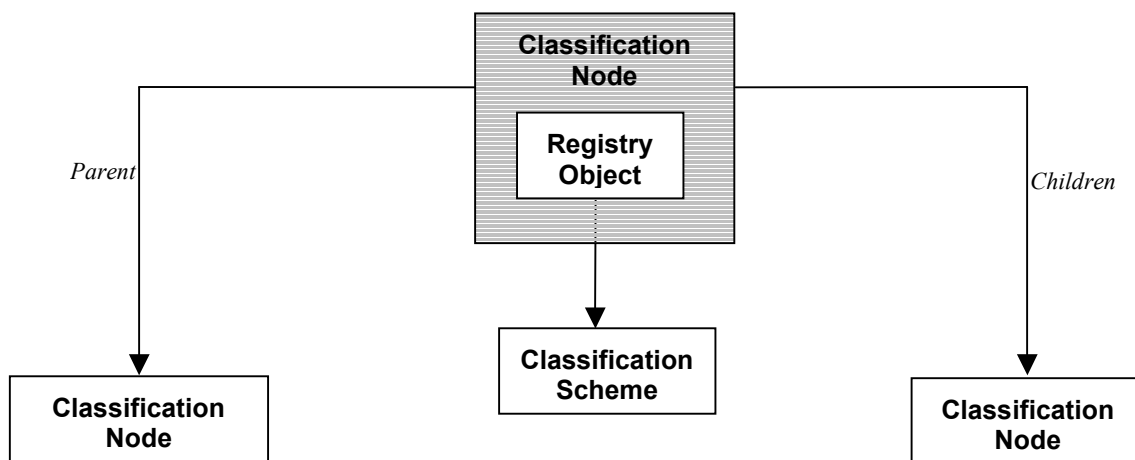 Classification
Node
Registry
Object
Parent
Children
Classification
Scheme
Classification
Node
Classification
Node